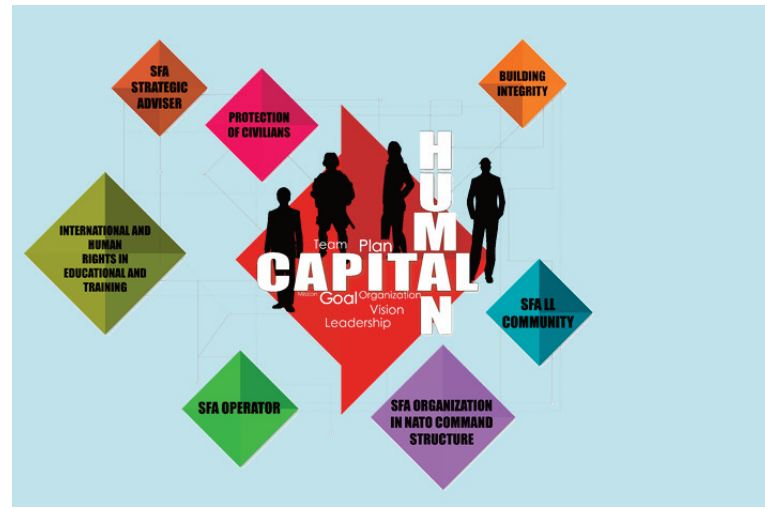 SFA
STRATEGIC
ADVISER
PROTECTION
OF CIVILIANS
BUILDING
INTEGRITY
INTERNATIONAL AND
HUMAN
RIGHTS IN
EDUCATIONAL AND
TRAINING
HUMAN
Team Plan
CAPITAL
Mission Goal Organization
Vision
Leadership
SFA LL
COMMUNITY
SFA OPERATOR
SFA ORGANIZATION
IN NATO COMMAND
STRUCTURE